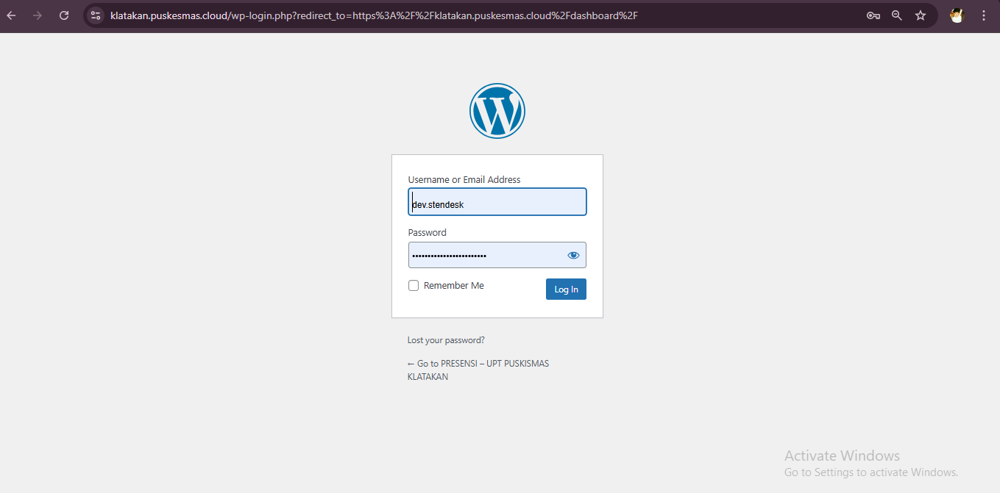 klatakan.puskesmas.cloud/wp-login.php?redirect_to=https%3A%2F%2Fklatakan.puskesmas.cloud%2Fdashboard%2F
Username or Email Address
dev.stendesk
Password
Remember Me
Log In
Lost your password?
← Go to PRESENSI – UPT PUSKISMAS
KLATAKAN
Activate Windows
Go to Settings to activate Windows.